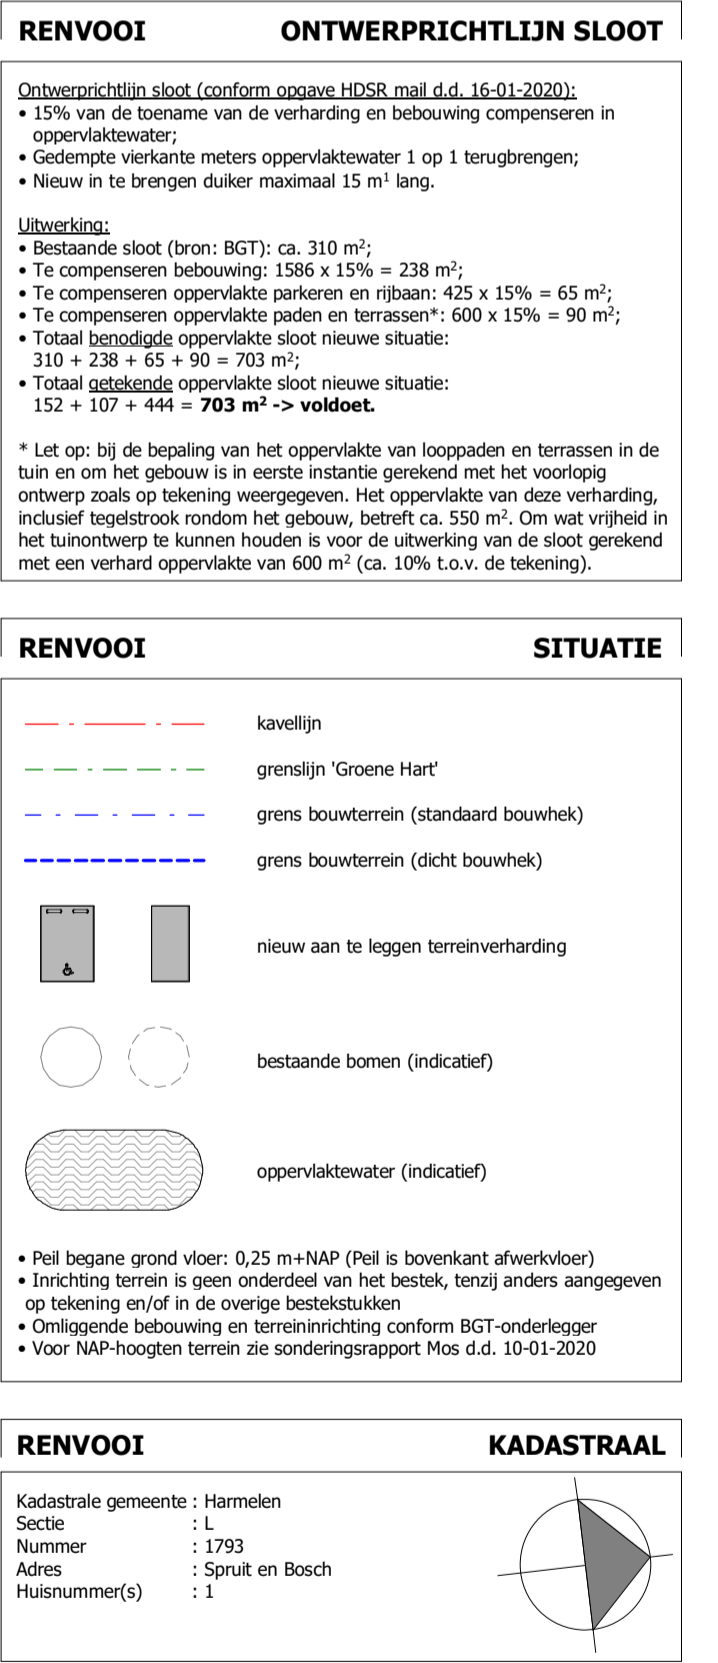 RENVOOI ONTWERPRICHTLIJN SLOOT
Ontwerprichtlijn sloot (conform opgave HDSR mail d.d. 16-01-2020):
• 15% van de toename van de verharding en bebouwing compenseren in
oppervlaktewater;
• Gedempte vierkante meters oppervlaktewater 1 op 1 terugbrengen;
• Nieuw in te brengen duiker maximaal 15 m¹ lang.
Uitwerking:
• Bestaande sloot (bron: BGT): ca. 310 m²;
• Te compenseren bebouwing: 1586 x 15% = 238 m²;
• Te compenseren oppervlakte parkeren en rijbaan: 425 x 15% = 65 m²;
• Te compenseren oppervlakte paden en terrassen*: 600 x 15% = 90 m²;
• Totaal benodigde oppervlakte sloot nieuwe situatie:
310 + 238 + 65 + 90 = 703 m²;
• Totaal getekende oppervlakte sloot nieuwe situatie:
152 + 107 + 444 = 703 m² -> voldoet.
* Let op: bij de bepaling van het oppervlakte van looppaden en terrassen in de
tuin en om het gebouw is in eerste instantie gerekend met het voorlopig
ontwerp zoals op tekening weergegeven. Het oppervlakte van deze verharding,
inclusief tegelstrook rondom het gebouw, betreft ca. 550 m². Om wat vrijheid in
het tuinontwerp te kunnen houden is voor de uitwerking van de sloot gerekend
met een verhard oppervlakte van 600 m² (ca. 10% t.o.v. de tekening).
RENVOOI SITUATIE
kavellijn
grenslijn 'Groene Hart'
grens bouwterrein (standaard bouwhek)
grens bouwterrein (dicht bouwhek)
nieuw aan te leggen terreinverharding
bestaande bomen (indicatief)
oppervlaktewater (indicatief)
• Peil begane grond vloer: 0,25 m+NAP (Peil is bovenkant afwerkvloer)
• Inrichting terrein is geen onderdeel van het bestek, tenzij anders aangegeven
op tekening en/of in de overige bestekstukken
• Omliggende bebouwing en terreininrichting conform BGT-onderlegger
• Voor NAP-hoogten terrein zie sonderingsrapport Mos d.d. 10-01-2020
RENVOOI KADASTRAAL
Kadastrale gemeente : Harmelen
Sectie : L
Nummer : 1793
Adres : Spruit en Bosch
Huisnummer(s) : 1